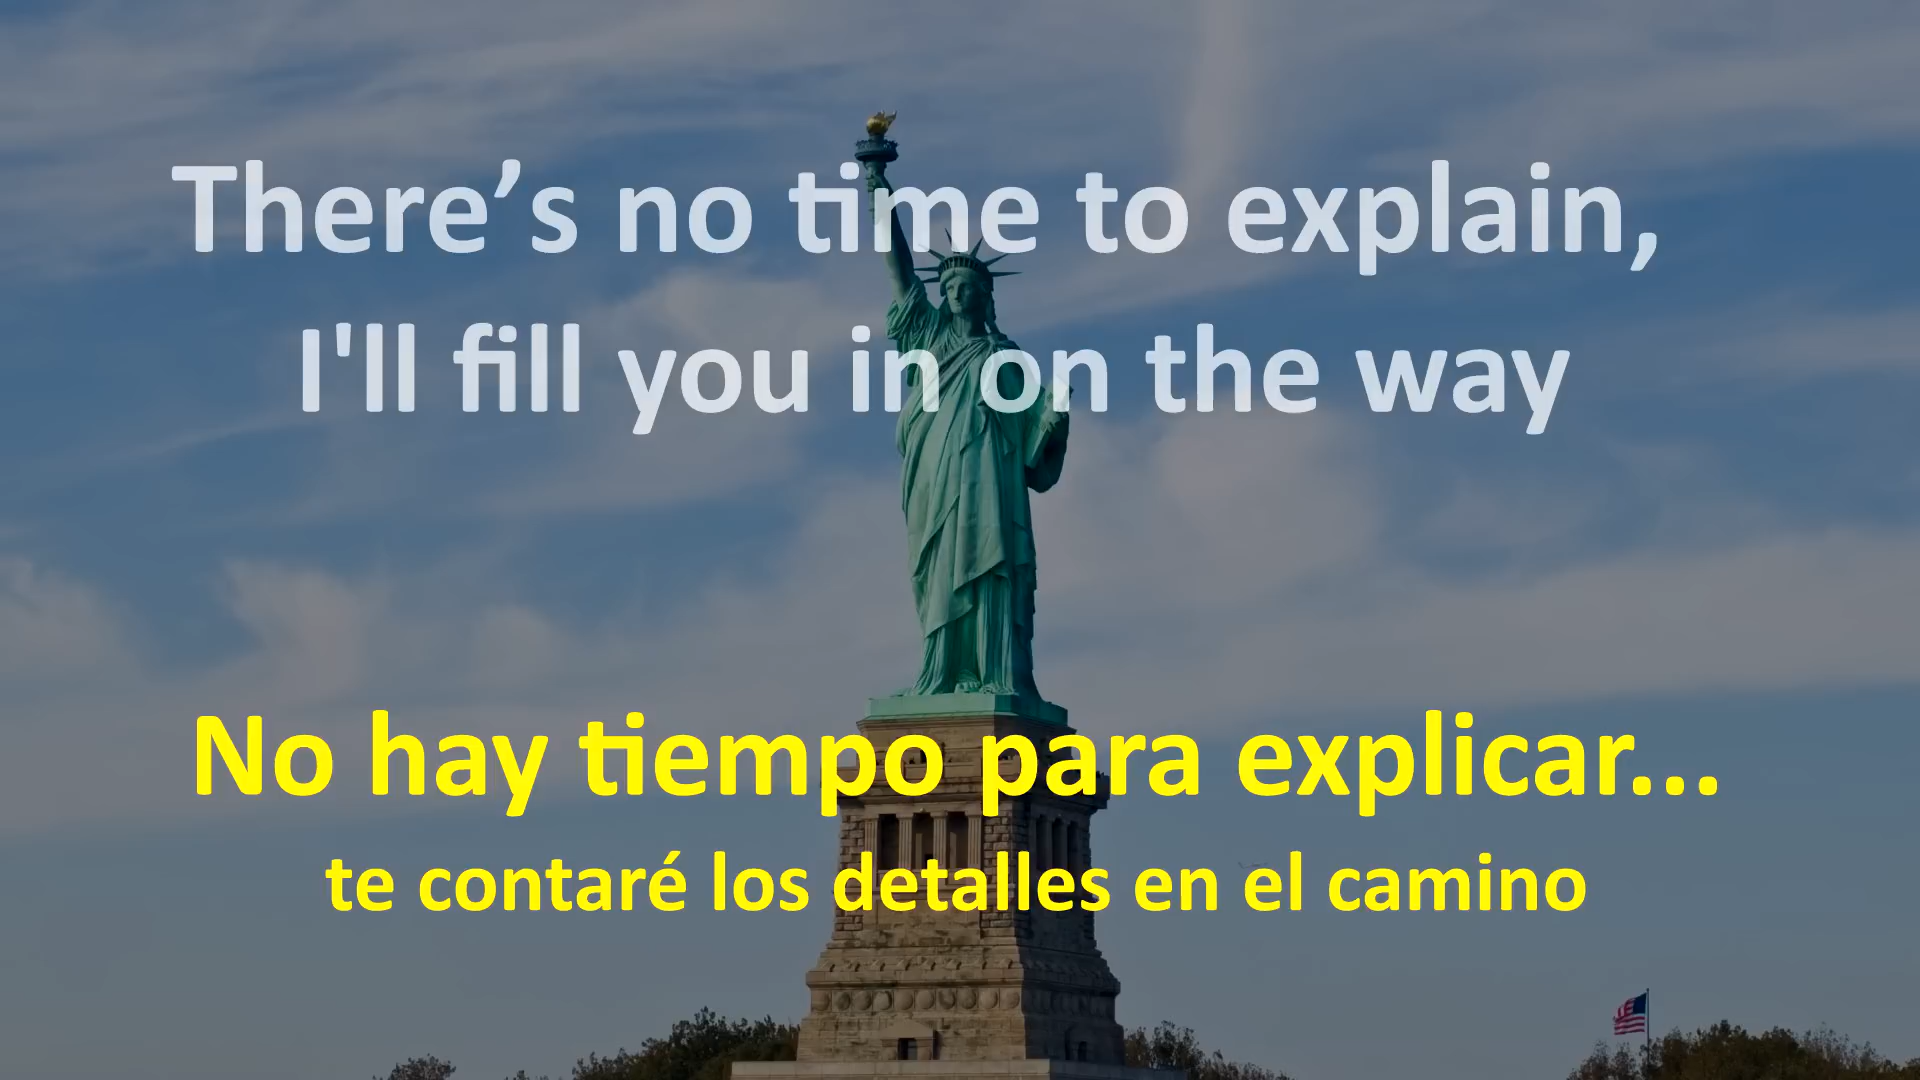 There’s no time to explain,
I'll fill you in on the way
No hay tiempo para explicar...
te contaré los detalles en el camino